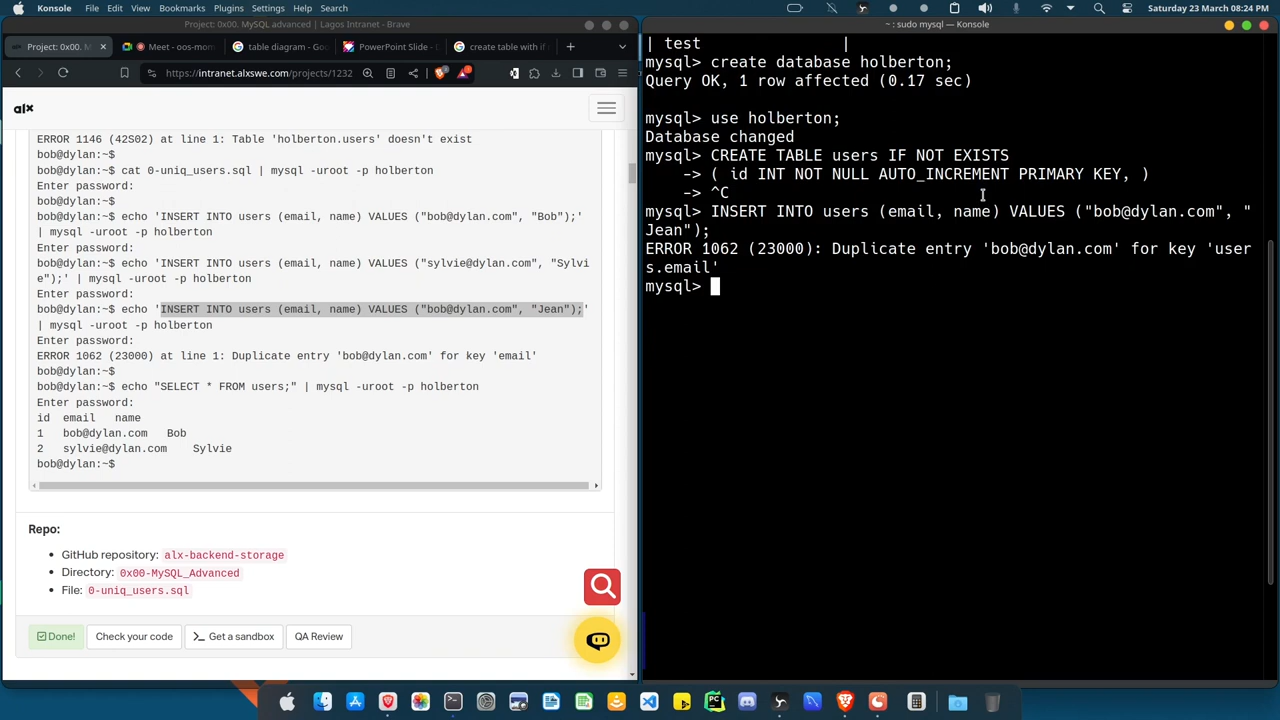 Konsole File Edit View Bookmarks Plugins Settings Help Search
Saturday 23 March 08:24 PM
Project: 0x00. MySQL advanced | Lagos Intranet - Brave
Project: 0x00. M
Meet - oos-mom
table diagram - Goo
PowerPoint Slide -
create table with if
https://intranet.alxswe.com/projects/1232
alx
ERROR 1146 (42S02) at line 1: Table 'holberton.users' doesn't exist
bob@dylan:~$
bob@dylan:~$ cat 0-uniq_users.sql | mysql -uroot -p holberton
Enter password:
bob@dylan:~$
bob@dylan:~$ echo 'INSERT INTO users (email, name) VALUES ("bob@dylan.com", "Bob");'
| mysql -uroot -p holberton
Enter password:
bob@dylan:~$ echo 'INSERT INTO users (email, name) VALUES ("sylvie@dylan.com", "Sylvi
e");' | mysql -uroot -p holberton
Enter password:
bob@dylan:~$ echo 'INSERT INTO users (email, name) VALUES ("bob@dylan.com", "Jean");'
| mysql -uroot -p holberton
Enter password:
ERROR 1062 (23000) at line 1: Duplicate entry 'bob@dylan.com' for key 'email'
bob@dylan:~$
bob@dylan:~$ echo "SELECT * FROM users;" | mysql -uroot -p holberton
Enter password:
id email name
1 bob@dylan.com Bob
2 sylvie@dylan.com Sylvie
bob@dylan:~$
Repo:
GitHub repository: alx-backend-storage
Directory: 0x00-MySQL_Advanced
File: 0-uniq_users.sql
Done! Check your code >_ Get a sandbox QA Review
~ : sudo mysql — Konsole
| test |
mysql> create database holberton;
Query OK, 1 row affected (0.17 sec)
mysql> use holberton;
Database changed
mysql> CREATE TABLE users IF NOT EXISTS
-> ( id INT NOT NULL AUTO_INCREMENT PRIMARY KEY, )
-> ^C
mysql> INSERT INTO users (email, name) VALUES ("bob@dylan.com", "
Jean");
ERROR 1062 (23000): Duplicate entry 'bob@dylan.com' for key 'user
s.email'
mysql>